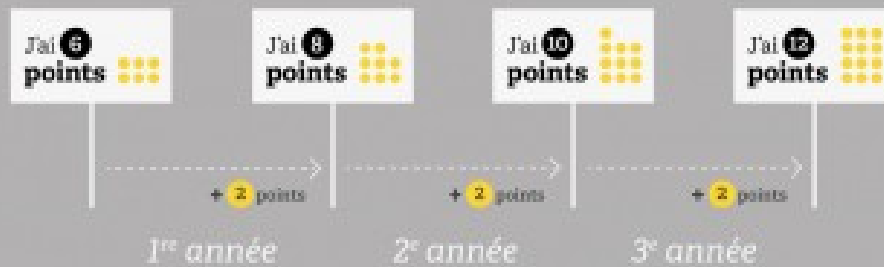 J'ai 6
points
J'ai 8
points
J'ai 10
points
J'ai 12
points
+ 2 points
+ 2 points
+ 2 points
1re année
2e année
3e année